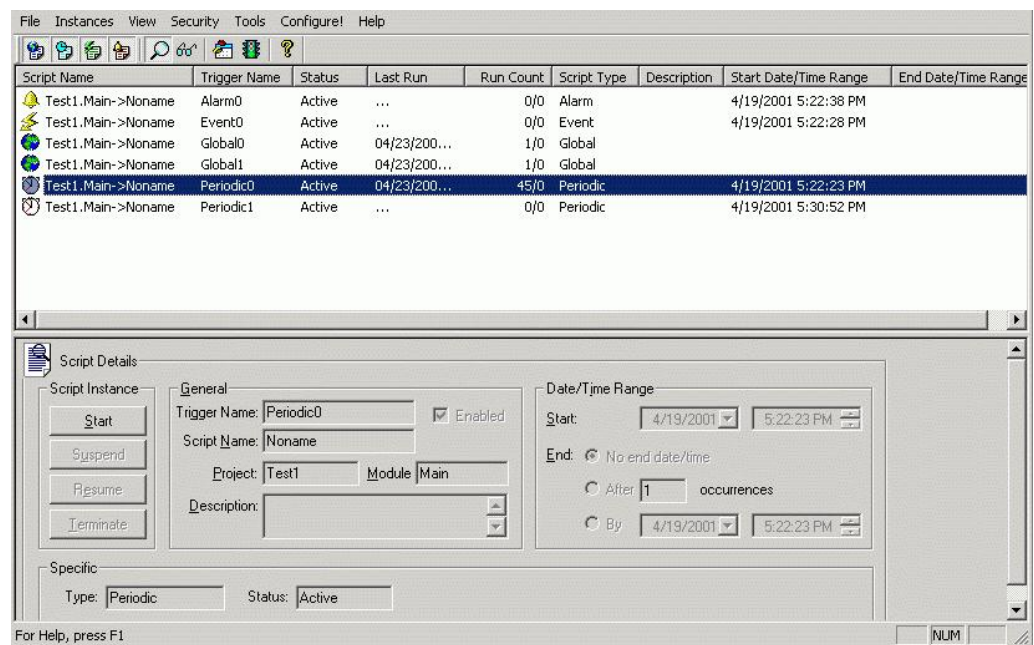 File Instances View Security Tools Configure! Help
Script Name Trigger Name Status Last Run Run Count Script Type Description Start Date/Time Range End Date/Time Range
Test1.Main->Noname Alarm0 Active ... 0/0 Alarm 4/19/2001 5:22:38 PM
Test1.Main->Noname Event0 Active ... 0/0 Event 4/19/2001 5:22:28 PM
Test1.Main->Noname Global0 Active 04/23/200... 1/0 Global
Test1.Main->Noname Global1 Active 04/23/200... 1/0 Global
Test1.Main->Noname Periodic0 Active 04/23/200... 45/0 Periodic 4/19/2001 5:22:23 PM
Test1.Main->Noname Periodic1 Active ... 0/0 Periodic 4/19/2001 5:30:52 PM
Script Details
Script Instance General Date/Time Range
Start Trigger Name: Periodic0 Enabled Start: 4/19/2001 5:22:23 PM
Suspend Script Name: Noname End: No end date/time
Resume Project: Test1 Module Main After 1 occurrences
Terminate Description: By 4/19/2001 5:22:23 PM
Specific
Type: Periodic Status: Active
For Help, press F1 NUM